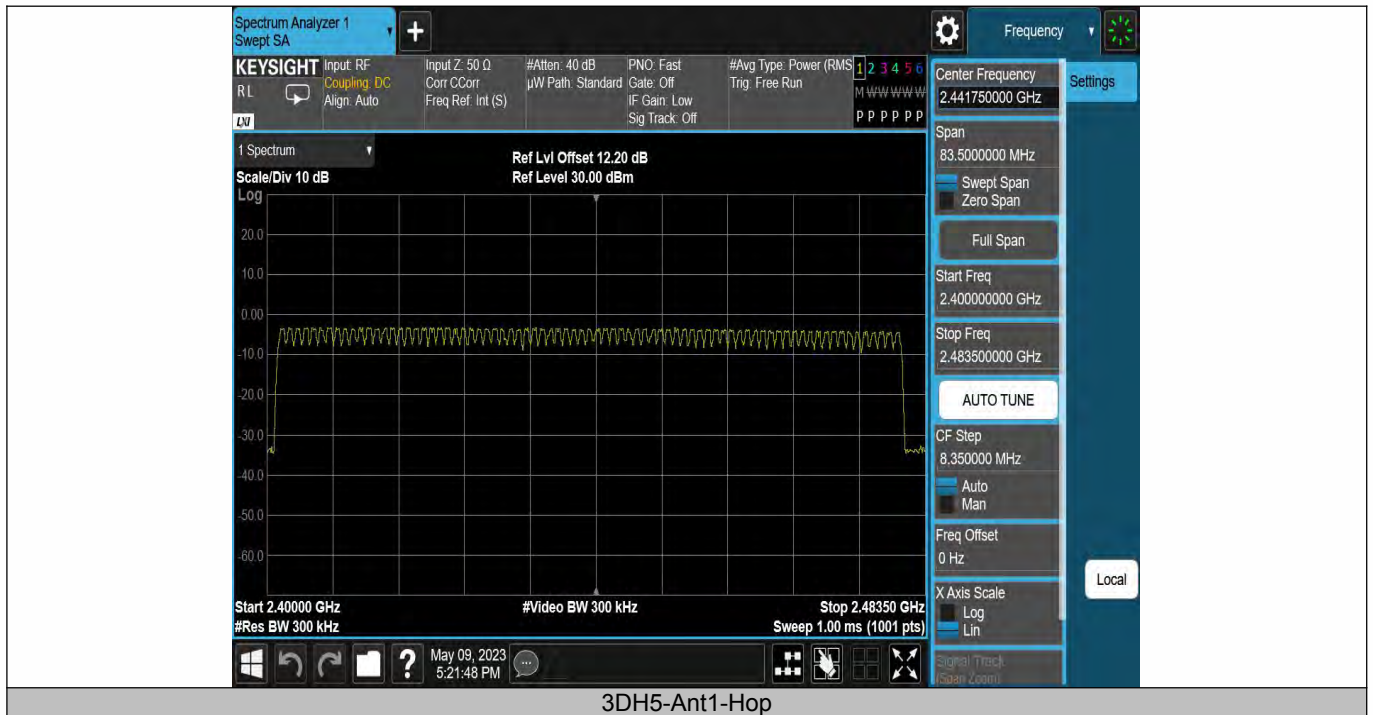 Spectrum Analyzer 1
Swept SA
+
Frequency
KEYSIGHT
RL
LXI
Input: RF
Coupling: DC
Align: Auto
Input Z: 50 Ω
Corr CCorr
Freq Ref: Int (S)
#Atten: 40 dB
µW Path: Standard
PNO: Fast
Gate: Off
IF Gain: Low
Sig Track: Off
#Avg Type: Power (RMS
Trig: Free Run
1 2 3 4 5 6
M W W W W W
P P P P P P
1 Spectrum
Scale/Div 10 dB
Ref Lvl Offset 12.20 dB
Ref Level 30.00 dBm
Log
20.0
10.0
0.00
-10.0
-20.0
-30.0
-40.0
-50.0
-60.0
Start 2.40000 GHz
#Res BW 300 kHz
#Video BW 300 kHz
Stop 2.48350 GHz
Sweep 1.00 ms (1001 pts)
Center Frequency
2.441750000 GHz
Settings
Span
83.5000000 MHz
Swept Span
Zero Span
Full Span
Start Freq
2.400000000 GHz
Stop Freq
2.483500000 GHz
AUTO TUNE
CF Step
8.350000 MHz
Auto
Man
Freq Offset
0 Hz
X Axis Scale
Log
Lin
Signal Track
(Span Zoom)
Local
?
May 09, 2023
5:21:48 PM
3DH5-Ant1-Hop